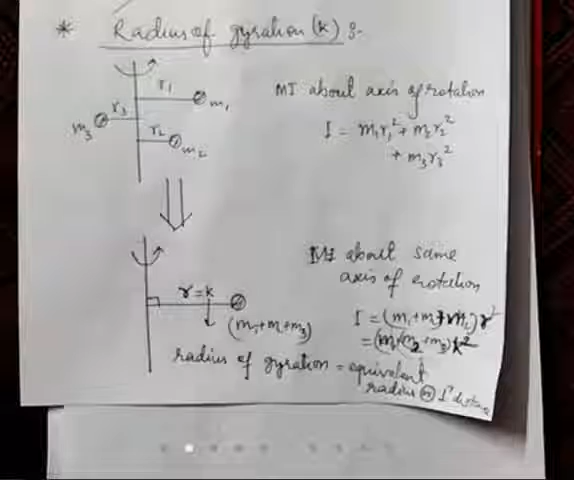 * Radius of gyration (k) :-
r₁
m₁
MI about axis of rotation
r₃
m₃
I = m₁r₁² + m₂r₂²
r₂
m₂
+ m₃r₃²
MI about same
axis of rotation
r = k
(m₁+m₂+m₃)
I = (m₁+m₂+m₃)r²
= (m₁+m₂+m₃)k²
radius of gyration = equivalent
radius or ⊥r distance